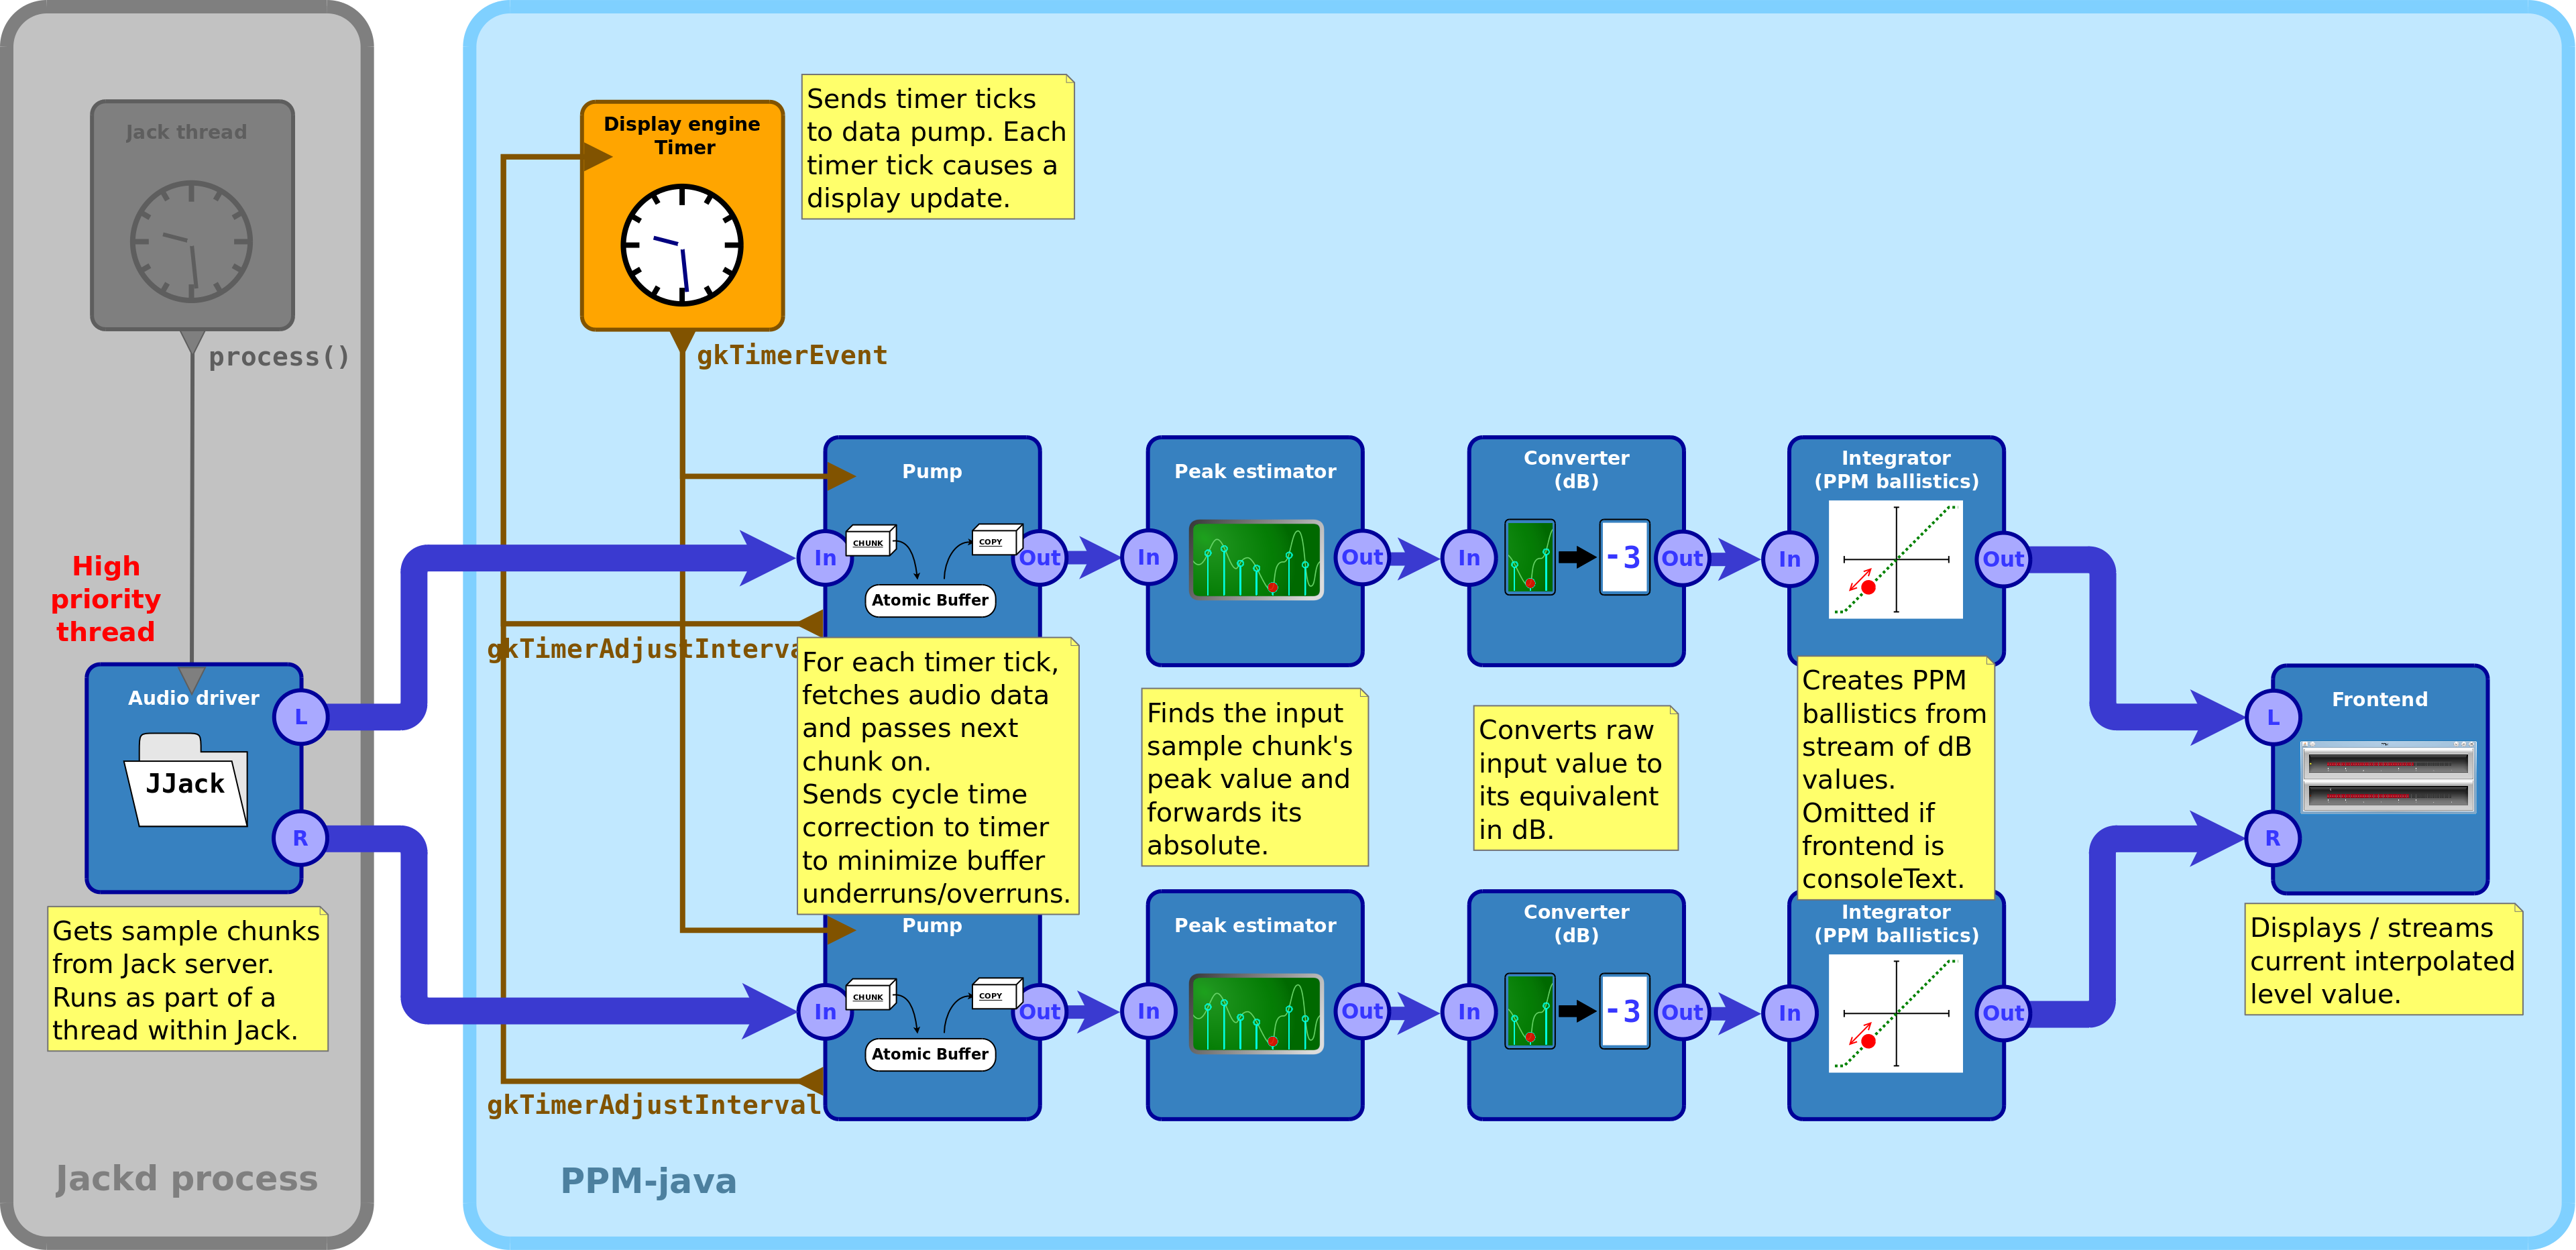 Jack thread
process()
High
priority
thread
Audio driver
JJack
L
R
Gets sample chunks
from Jack server.
Runs as part of a
thread within Jack.
Jackd process
Display engine
Timer
Sends timer ticks
to data pump. Each
timer tick causes a
display update.
gkTimerEvent
Pump
In
CHUNK
COPY
Out
Atomic Buffer
gkTimerAdjustInterva
For each timer tick,
fetches audio data
and passes next
chunk on.
Sends cycle time
correction to timer
to minimize buffer
underruns/overruns.
Peak estimator
In
Out
Finds the input
sample chunk's
peak value and
forwards its
absolute.
Converter
(dB)
In
-3
Out
Converts raw
input value to
its equivalent
in dB.
Integrator
(PPM ballistics)
In
Out
Creates PPM
ballistics from
stream of dB
values.
Omitted if
frontend is
consoleText.
Pump
In
CHUNK
COPY
Out
Atomic Buffer
gkTimerAdjustInterval
Peak estimator
In
Out
Converter
(dB)
In
-3
Out
Integrator
(PPM ballistics)
In
Out
Frontend
L
R
Displays / streams
current interpolated
level value.
PPM-java